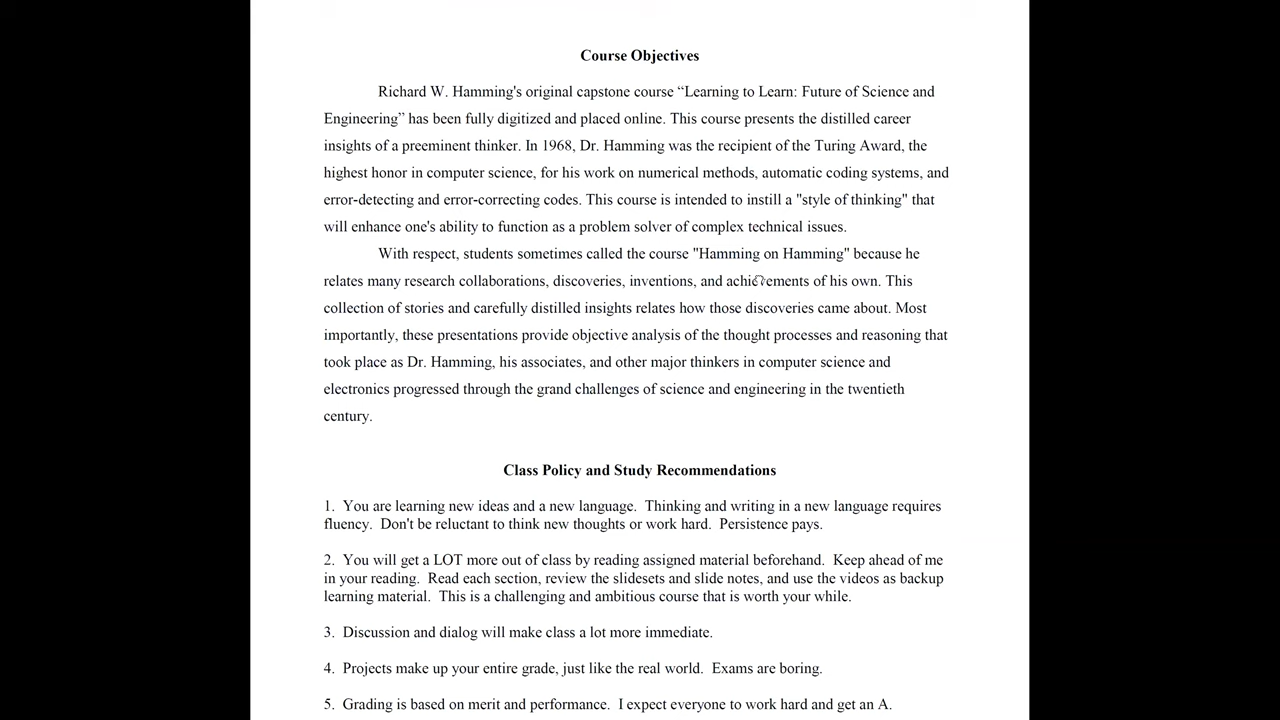 Course Objectives
Richard W. Hamming's original capstone course “Learning to Learn: Future of Science and
Engineering” has been fully digitized and placed online. This course presents the distilled career
insights of a preeminent thinker. In 1968, Dr. Hamming was the recipient of the Turing Award, the
highest honor in computer science, for his work on numerical methods, automatic coding systems, and
error-detecting and error-correcting codes. This course is intended to instill a "style of thinking" that
will enhance one's ability to function as a problem solver of complex technical issues.
With respect, students sometimes called the course "Hamming on Hamming" because he
relates many research collaborations, discoveries, inventions, and achievements of his own. This
collection of stories and carefully distilled insights relates how those discoveries came about. Most
importantly, these presentations provide objective analysis of the thought processes and reasoning that
took place as Dr. Hamming, his associates, and other major thinkers in computer science and
electronics progressed through the grand challenges of science and engineering in the twentieth
century.
Class Policy and Study Recommendations
1. You are learning new ideas and a new language. Thinking and writing in a new language requires
fluency. Don't be reluctant to think new thoughts or work hard. Persistence pays.
2. You will get a LOT more out of class by reading assigned material beforehand. Keep ahead of me
in your reading. Read each section, review the slidesets and slide notes, and use the videos as backup
learning material. This is a challenging and ambitious course that is worth your while.
3. Discussion and dialog will make class a lot more immediate.
4. Projects make up your entire grade, just like the real world. Exams are boring.
5. Grading is based on merit and performance. I expect everyone to work hard and get an A.